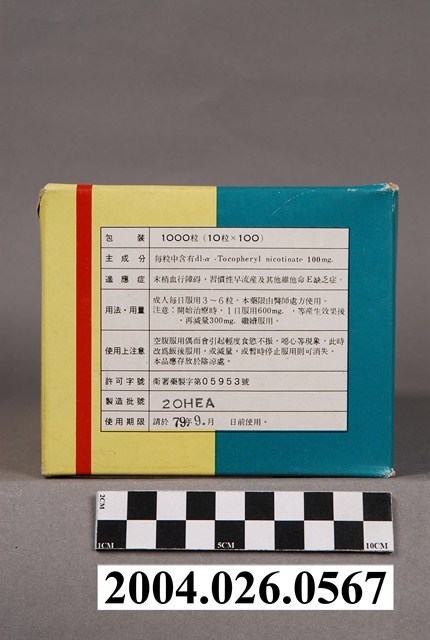 包裝 1000粒 (10粒×100)
主成分 每粒中含有dl-α-Tocopheryl nicotinate 100mg.
適應症 末梢血行障碍、習慣性早流産及其他維他命E缺乏症。
用法・用量 成人每日服用3～6粒，本藥限由醫師處方使用。
注意：開始治療時，1日服用600mg.，等産生效果後
，再減量300mg. 繼續服用。
使用上注意 空腹服用偶而會引起輕度食慾不振、噁心等現象，此時
改爲飯後服用，或減量，或暫時停止服用則可消失。
本品應存放於陰涼處。
許可字號 衛署藥製字第05953號
製造批號 20HEA
使用期限 請於 79年9.月 日前使用。
2CM
1CM 5CM 10CM
2004.026.0567